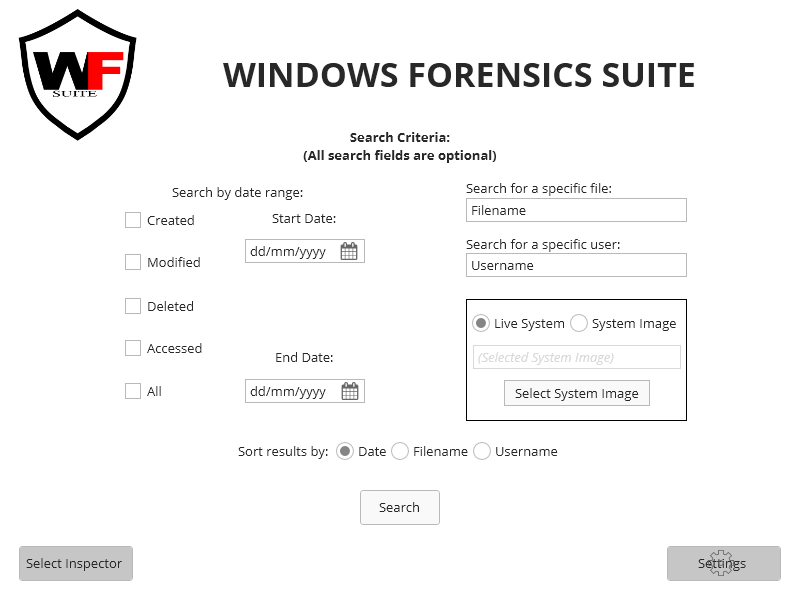 WF
SUITE
WINDOWS FORENSICS SUITE
Search Criteria:
(All search fields are optional)
Search by date range:
Created
Modified
Deleted
Accessed
All
Start Date:
dd/mm/yyyy
End Date:
dd/mm/yyyy
Search for a specific file:
Filename
Search for a specific user:
Username
Live System System Image
(Selected System Image)
Select System Image
Sort results by: Date Filename Username
Search
Select Inspector
Settings